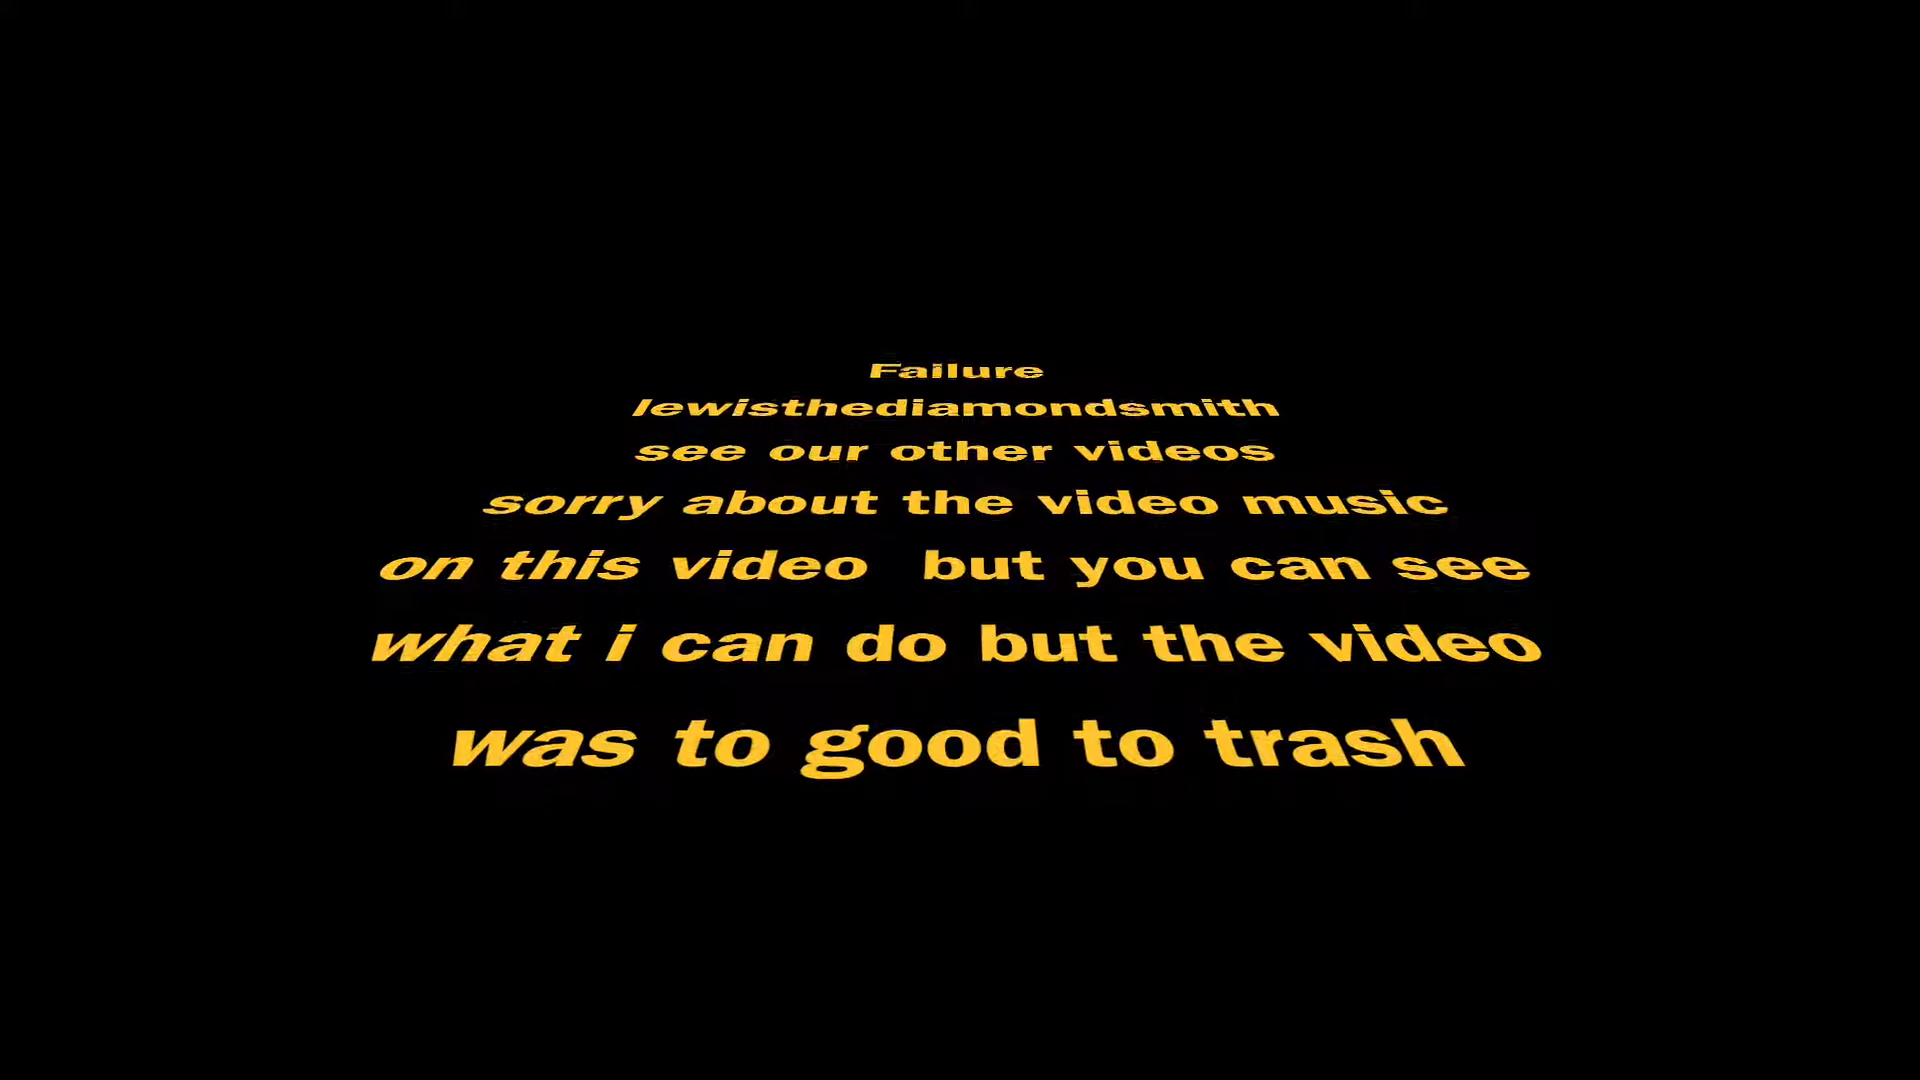 Failure
lewisthediamondsmith
see our other videos
sorry about the video music
on this video  but you can see
what i can do but the video
was to good to trash